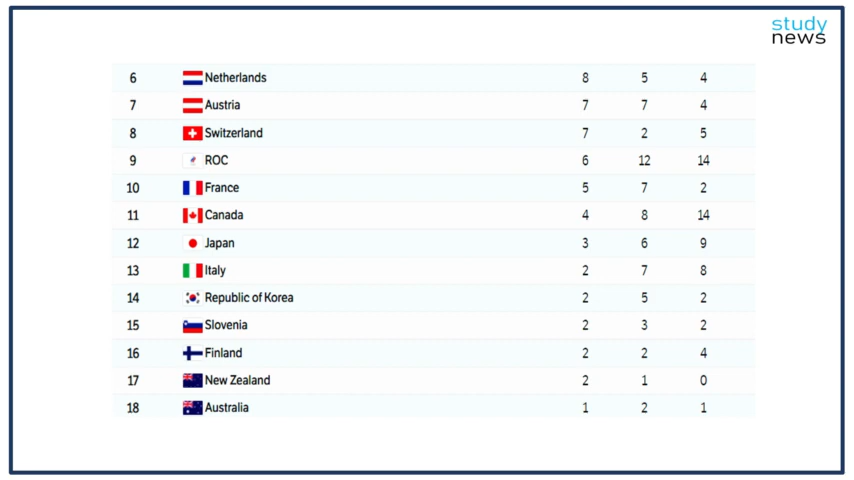 study
news
6 Netherlands 8 5 4
7 Austria 7 7 4
8 Switzerland 7 2 5
9 ROC 6 12 14
10 France 5 7 2
11 Canada 4 8 14
12 Japan 3 6 9
13 Italy 2 7 8
14 Republic of Korea 2 5 2
15 Slovenia 2 3 2
16 Finland 2 2 4
17 New Zealand 2 1 0
18 Australia 1 2 1